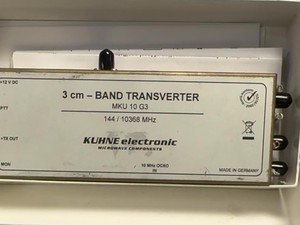 +12 V DC
3 cm – BAND TRANSVERTER
MKU 10 G3
PTT
144 / 10368 MHz
+TX OUT
KUHNE electronic
MICROWAVE COMPONENTS
MON
10 MHz OCXO
IN
MADE IN GERMANY